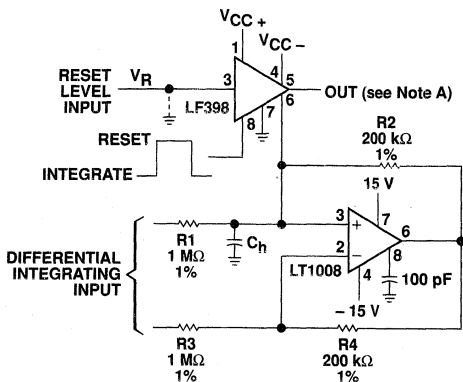 VCC +
VCC –
1
4
5
RESET
LEVEL
INPUT
VR
3
6
OUT (see Note A)
LF398
8
7
RESET
INTEGRATE
R2
200 kΩ
1%
15 V
7
3
+
6
R1
1 MΩ
1%
Ch
2
–
8
LT1008
4
100 pF
– 15 V
DIFFERENTIAL
INTEGRATING
INPUT
R3
1 MΩ
1%
R4
200 kΩ
1%